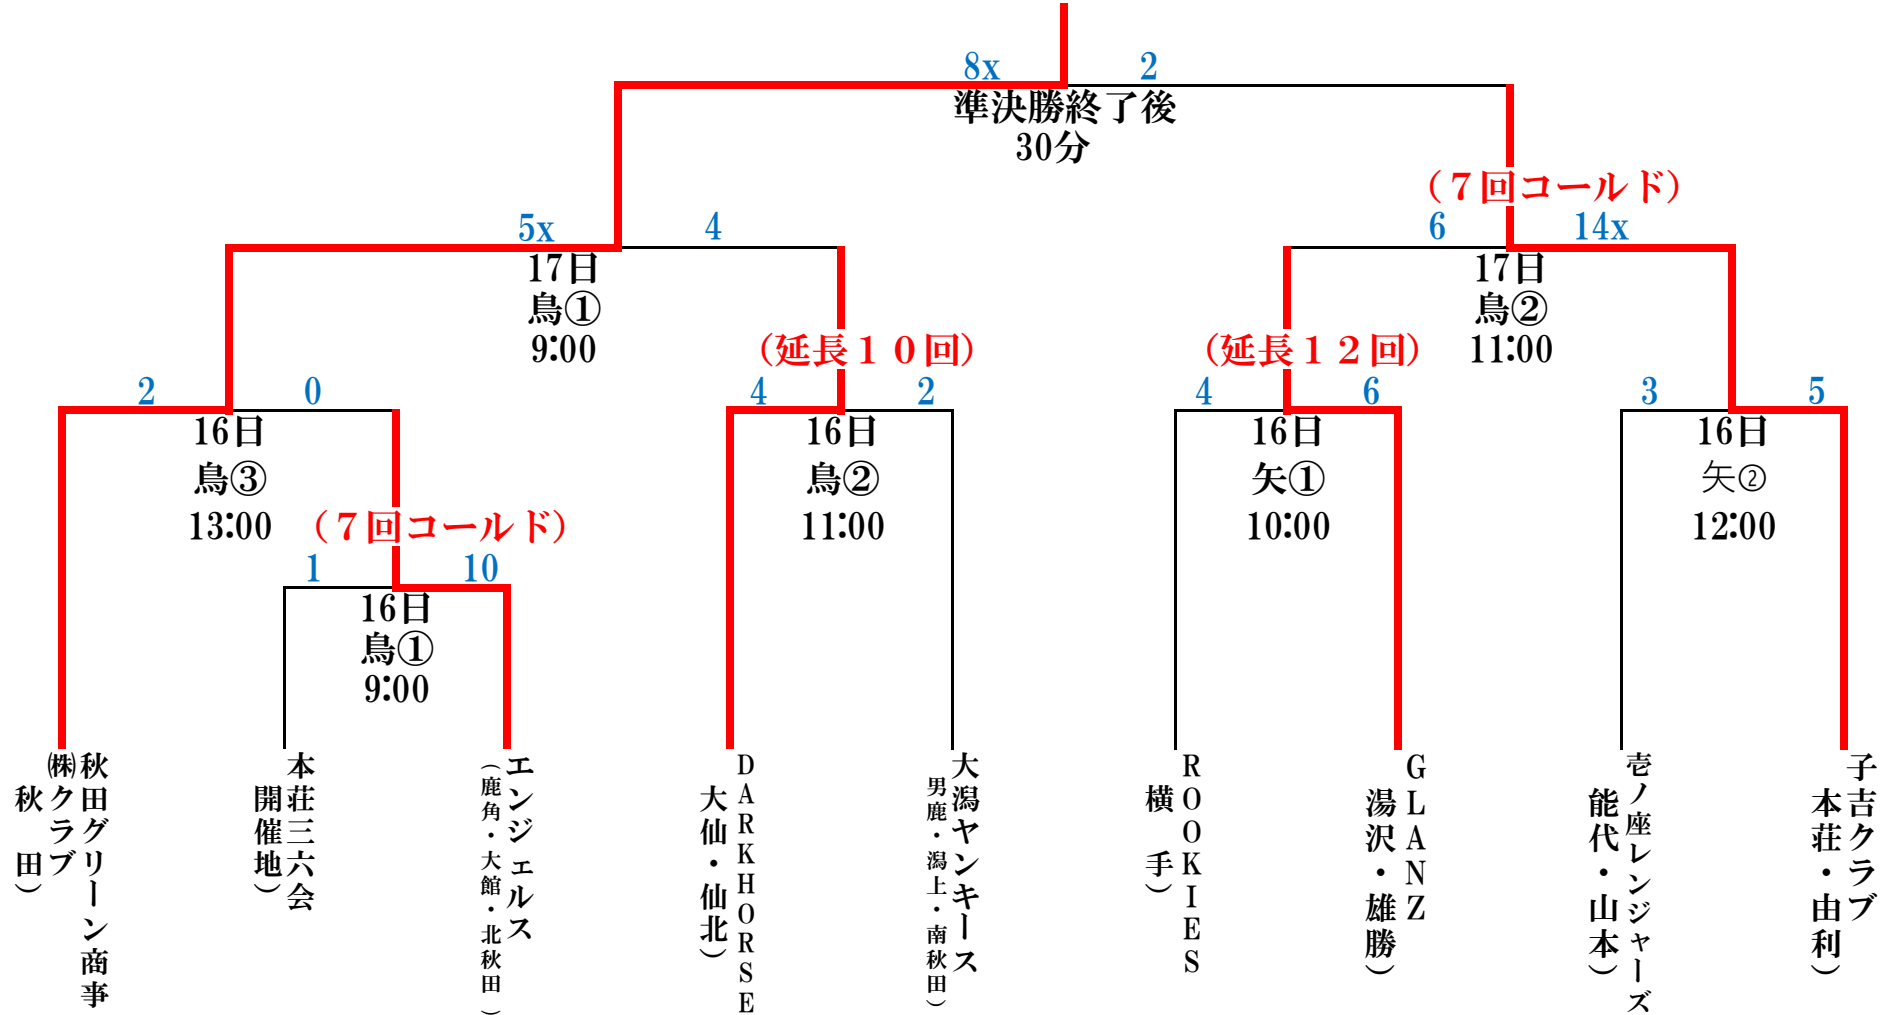 8x
2
準決勝終了後
30分
（７回コールド）
5x
4
6
14x
17日
鳥①
9:00
17日
鳥②
11:00
（延長１０回）
（延長１２回）
2
0
4
2
4
6
3
5
16日
鳥③
13:00
16日
鳥②
11:00
16日
矢①
10:00
16日
矢②
12:00
（７回コールド）
1
10
16日
鳥①
9:00
秋田グリーン商事
㈱クラブ
秋　田）
本荘三六会
開催地）
エンジェルス
（鹿角・大館・北秋田）
DARKHORSE
大仙・仙北）
大潟ヤンキース
男鹿・潟上・南秋田）
ROOKIES
横　手）
GLANZ
湯沢・雄勝）
壱ノ座レンジャーズ
能代・山本）
子吉クラブ
本荘・由利）